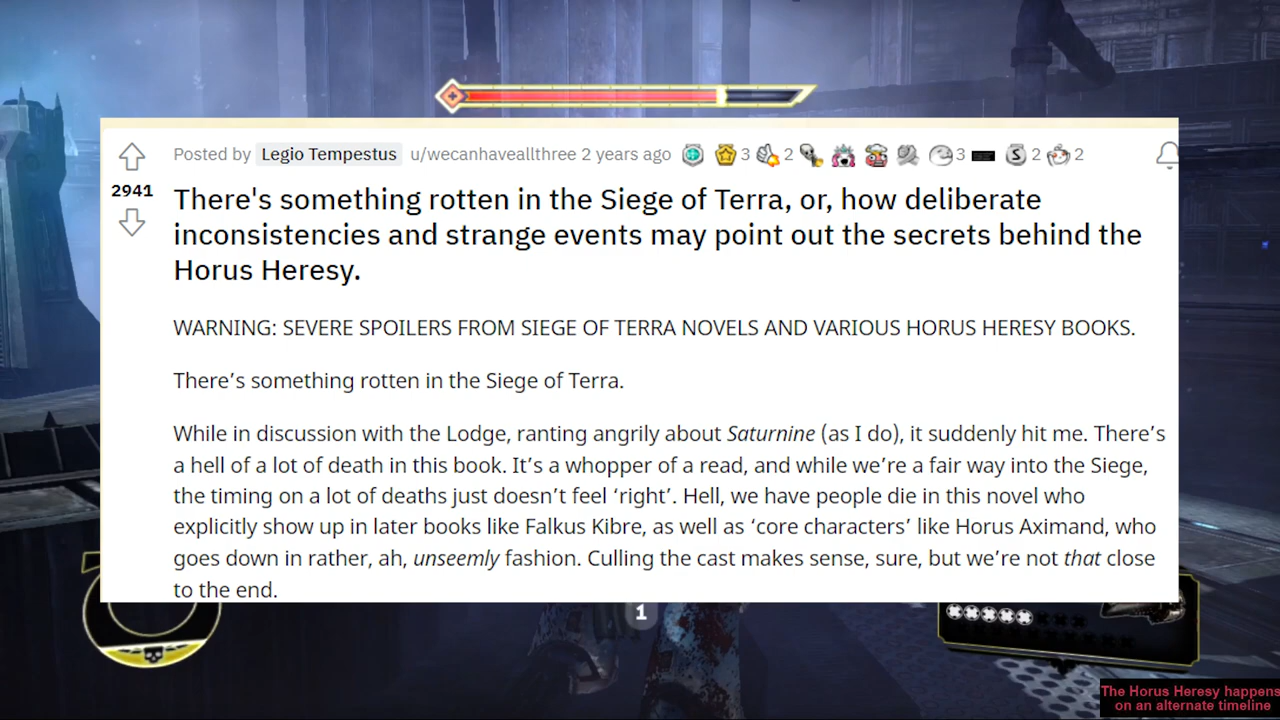 Posted by Legio Tempestus u/wecanhaveallthree 2 years ago 3 2 3 2 2
2941
There's something rotten in the Siege of Terra, or, how deliberate
inconsistencies and strange events may point out the secrets behind the
Horus Heresy.
WARNING: SEVERE SPOILERS FROM SIEGE OF TERRA NOVELS AND VARIOUS HORUS HERESY BOOKS.
There’s something rotten in the Siege of Terra.
While in discussion with the Lodge, ranting angrily about Saturnine (as I do), it suddenly hit me. There’s
a hell of a lot of death in this book. It’s a whopper of a read, and while we’re a fair way into the Siege,
the timing on a lot of deaths just doesn’t feel ‘right’. Hell, we have people die in this novel who
explicitly show up in later books like Falkus Kibre, as well as ‘core characters’ like Horus Aximand, who
goes down in rather, ah, unseemly fashion. Culling the cast makes sense, sure, but we’re not that close
to the end.
1
The Horus Heresy happens
on an alternate timeline